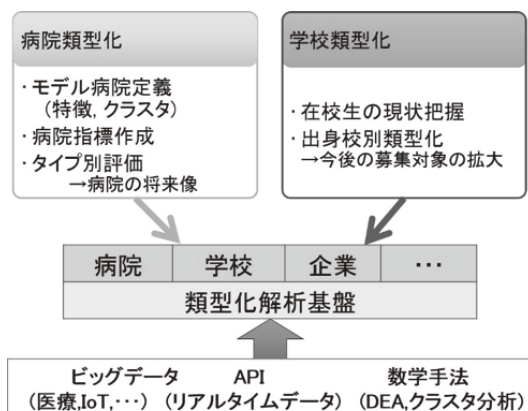 病院類型化
・モデル病院定義
(特徴, クラスタ)
・病院指標作成
・タイプ別評価
→病院の将来像
学校類型化
・在校生の現状把握
・出身校別類型化
→今後の募集対象の拡大
病院 学校 企業 ・・・
類型化解析基盤
ビッグデータ API 数学手法
(医療,IoT,・・・) (リアルタイムデータ) (DEA,クラスタ分析)